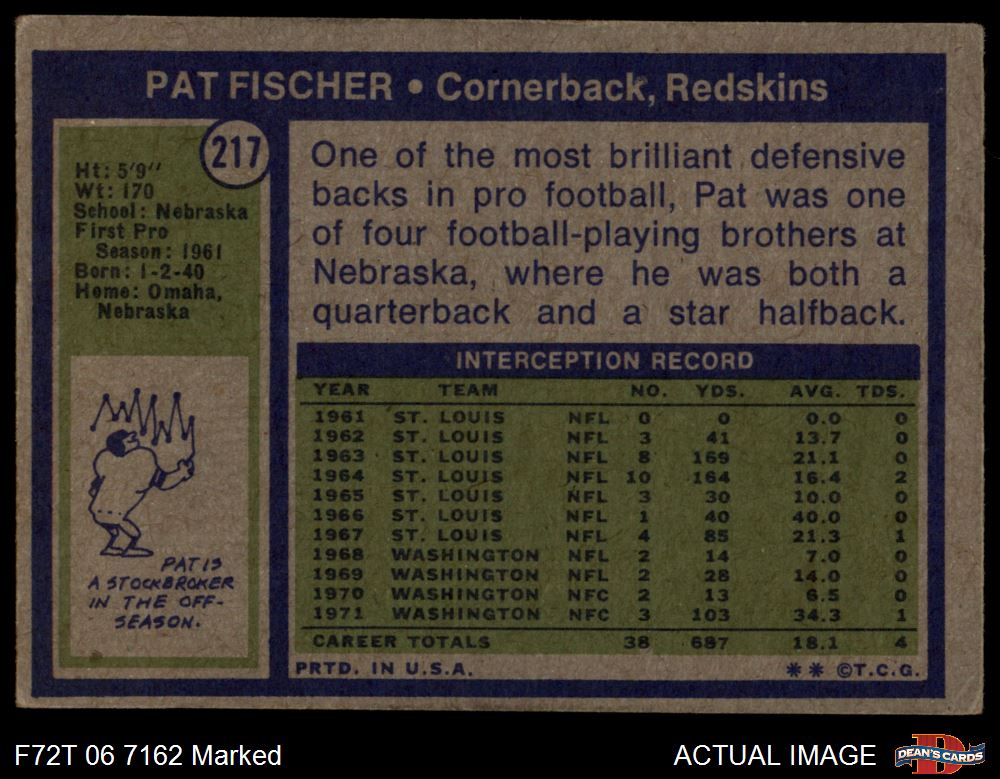 PAT FISCHER • Cornerback, Redskins
217
Ht: 5'9"
Wt: 170
School: Nebraska
First Pro
Season: 1961
Born: 1-2-40
Home: Omaha,
Nebraska
One of the most brilliant defensive
backs in pro football, Pat was one
of four football-playing brothers at
Nebraska, where he was both a
quarterback and a star halfback.
PAT IS
A STOCKBROKER
IN THE OFF-
SEASON.
INTERCEPTION RECORD
YEAR TEAM NO. YDS. AVG. TDS.
1961 ST. LOUIS NFL 0 0 0.0 0
1962 ST. LOUIS NFL 3 41 13.7 0
1963 ST. LOUIS NFL 8 169 21.1 0
1964 ST. LOUIS NFL 10 164 16.4 2
1965 ST. LOUIS NFL 3 30 10.0 0
1966 ST. LOUIS NFL 1 40 40.0 0
1967 ST. LOUIS NFL 4 85 21.3 1
1968 WASHINGTON NFL 2 14 7.0 0
1969 WASHINGTON NFL 2 28 14.0 0
1970 WASHINGTON NFC 2 13 6.5 0
1971 WASHINGTON NFC 3 103 34.3 1
CAREER TOTALS 38 687 18.1 4
PRTD. IN U.S.A. ** ©T.C.G.
F72T 06 7162 Marked ACTUAL IMAGE
DEAN'S CARDS